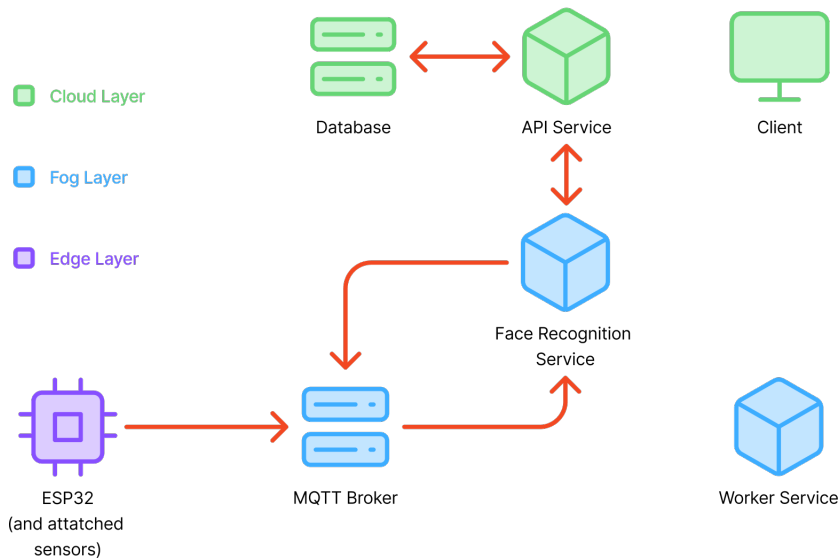 Database
API Service
Client
Cloud Layer
Fog Layer
Edge Layer
Face Recognition
Service
ESP32
(and attatched
sensors)
MQTT Broker
Worker Service